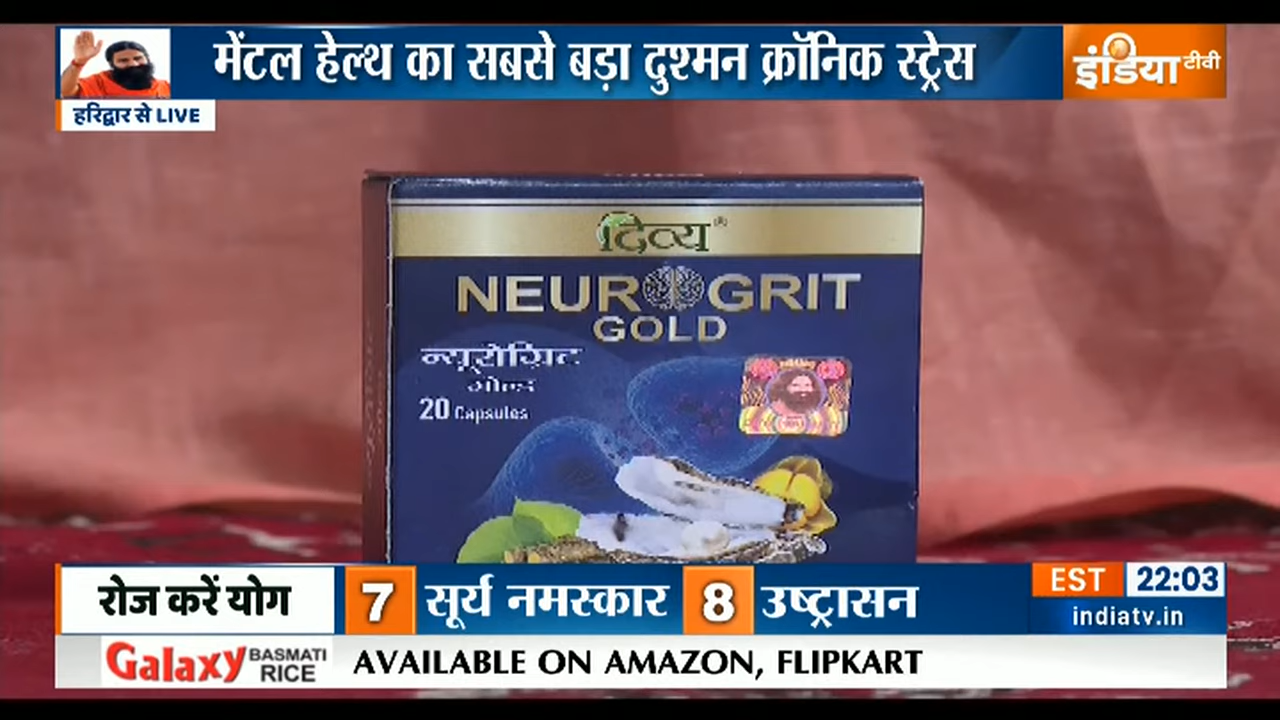 मेंटल हेल्थ का सबसे बड़ा दुश्मन क्रॉनिक स्ट्रेस
इंडिया टीवी
हरिद्वार से LIVE
दिव्य®
NEUROGRIT
GOLD
न्यूरोग्रिट
गोल्ड
20 Capsules
रोज करें योग
7 सूर्य नमस्कार 8 उष्ट्रासन
EST 22:03
indiatv.in
Galaxy BASMATI RICE
AVAILABLE ON AMAZON, FLIPKART